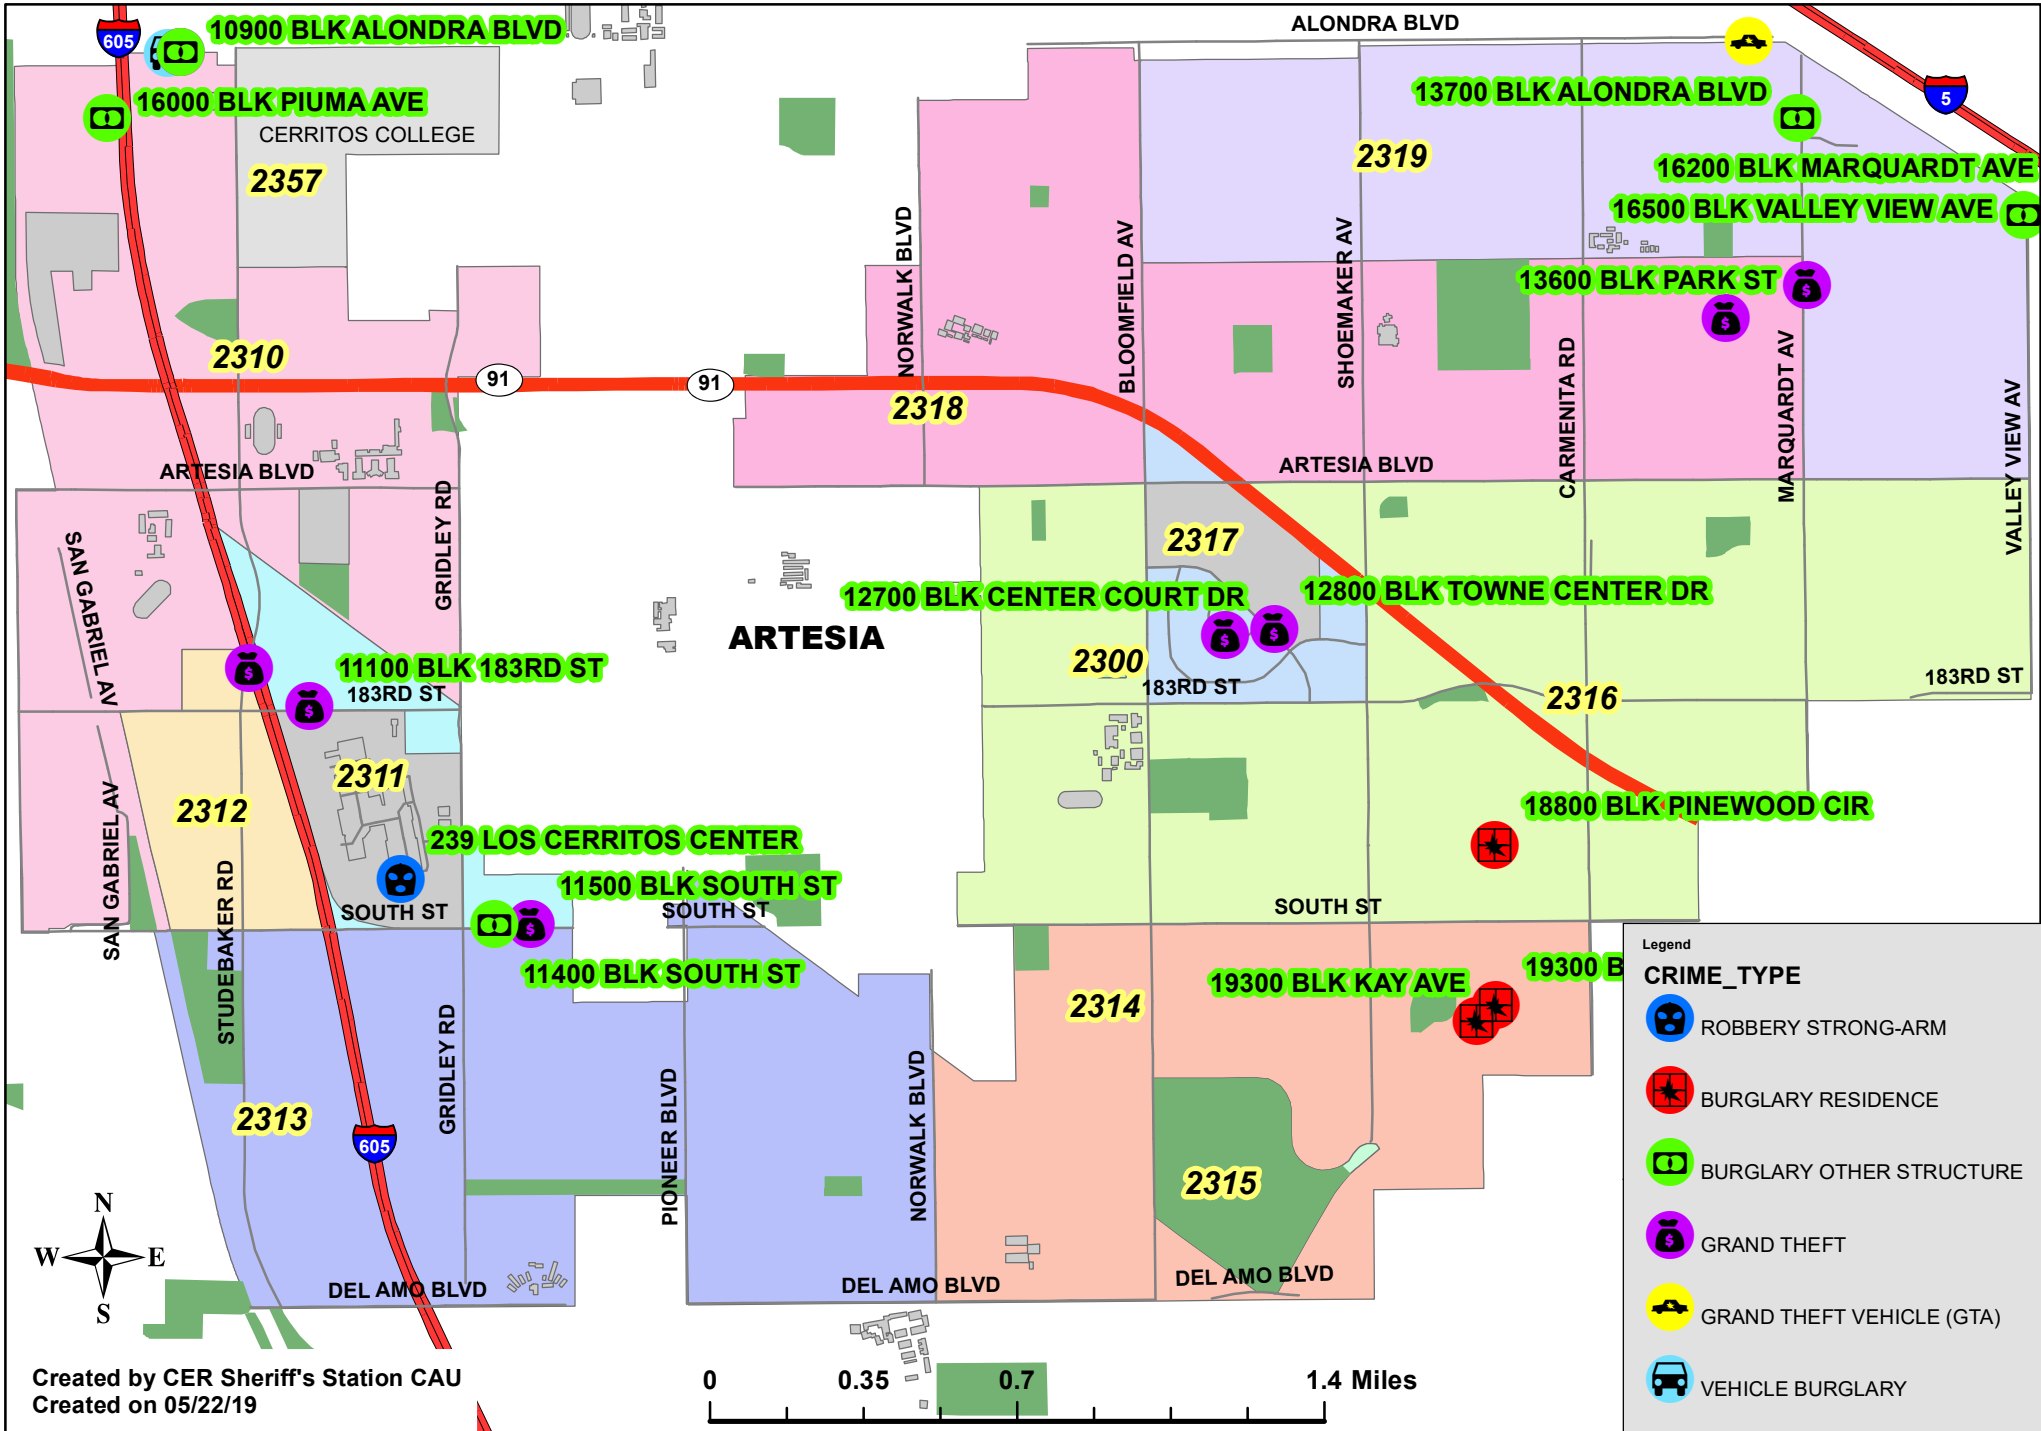 605
10900 BLK ALONDRA BLVD
ALONDRA BLVD
5
16000 BLK PIUMA AVE
13700 BLK ALONDRA BLVD
CERRITOS COLLEGE
2357
2319
16200 BLK MARQUARDT AVE
16500 BLK VALLEY VIEW AVE
NORWALK BLVD
BLOOMFIELD AV
SHOEMAKER AV
13600 BLK PARK ST
$
$
2310
91
91
2318
CARMENITA RD
MARQUARDT AV
VALLEY VIEW AV
ARTESIA BLVD
ARTESIA BLVD
GRIDLEY RD
SAN GABRIEL AV
2317
12700 BLK CENTER COURT DR
12800 BLK TOWNE CENTER DR
$
$
ARTESIA
2300
11100 BLK 183RD ST
$
183RD ST
183RD ST
183RD ST
$
2316
2311
2312
SAN GABRIEL AV
18800 BLK PINEWOOD CIR
239 LOS CERRITOS CENTER
11500 BLK SOUTH ST
STUDEBAKER RD
SOUTH ST
SOUTH ST
SOUTH ST
$
11400 BLK SOUTH ST
19300 BLK KAY AVE
19300 B
2314
GRIDLEY RD
PIONEER BLVD
NORWALK BLVD
2313
605
2315
N
W E
S
DEL AMO BLVD
DEL AMO BLVD
DEL AMO BLVD
Legend
CRIME_TYPE
ROBBERY STRONG-ARM
BURGLARY RESIDENCE
BURGLARY OTHER STRUCTURE
$
GRAND THEFT
GRAND THEFT VEHICLE (GTA)
VEHICLE BURGLARY
Created by CER Sheriff's Station CAU
Created on 05/22/19
0 0.35 0.7 1.4 Miles